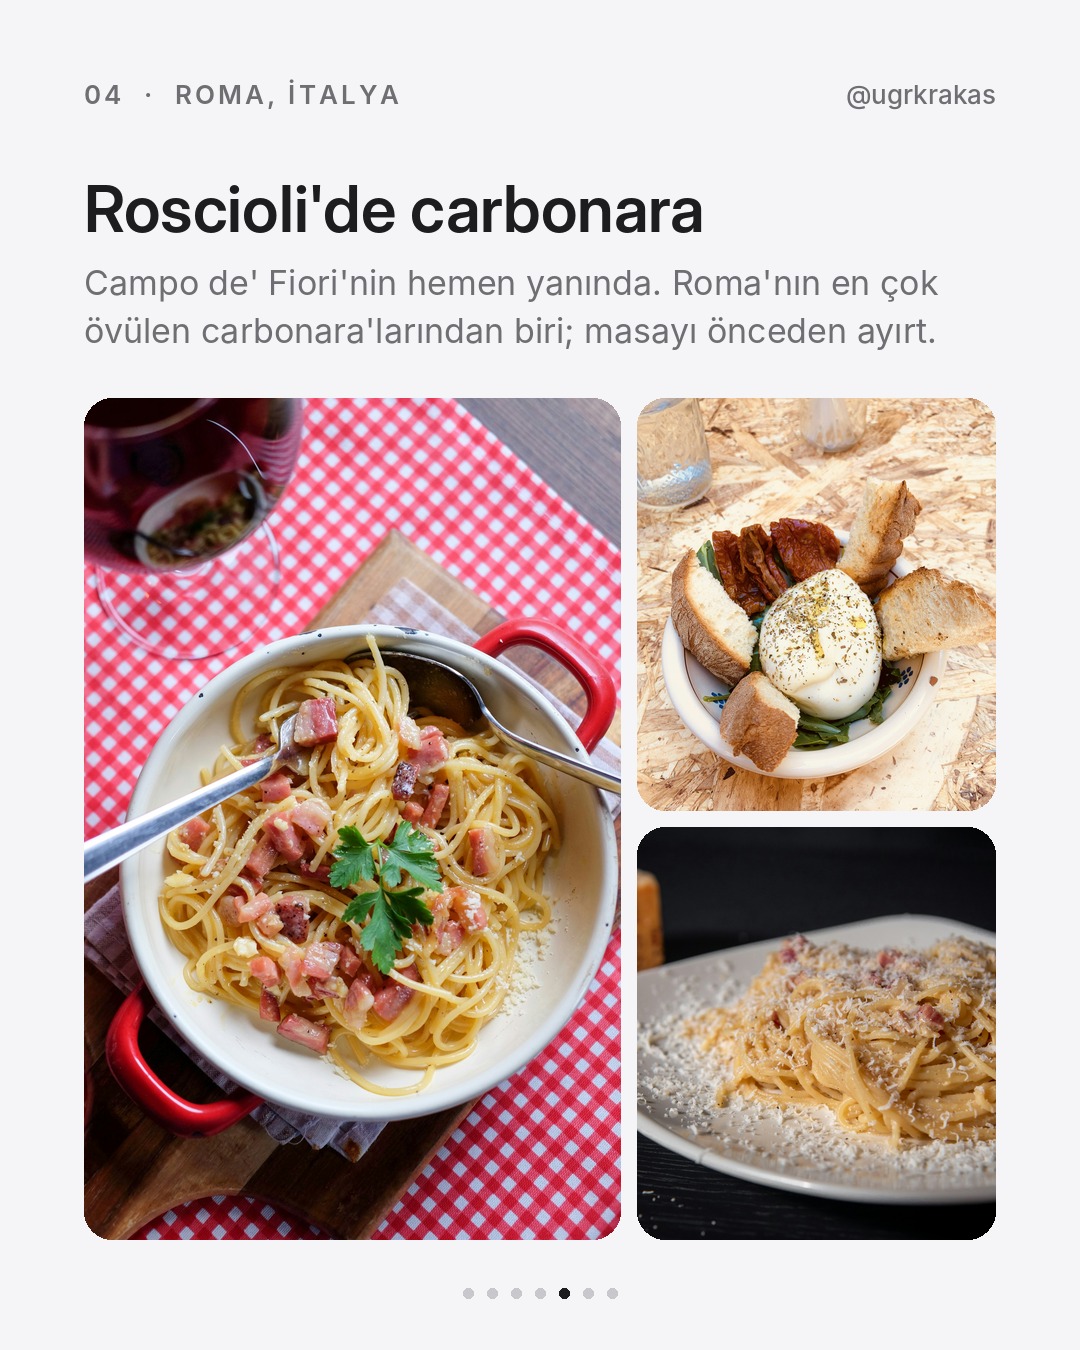 04 · ROMA, İTALYA
@ugrkrakas
Roscioli'de carbonara
Campo de' Fiori'nin hemen yanında. Roma'nın en çok
övülen carbonara'larından biri; masayı önceden ayırt.